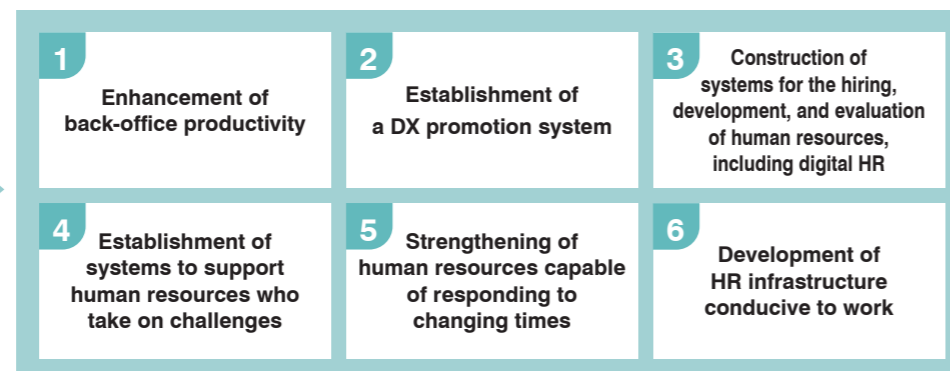 1
Enhancement of
back-office productivity
2
Establishment of
a DX promotion system
3
Construction of
systems for the hiring,
development, and evaluation
of human resources,
including digital HR
4
Establishment of
systems to support
human resources who
take on challenges
5
Strengthening of
human resources capable
of responding to
changing times
6
Development of
HR infrastructure
conducive to work